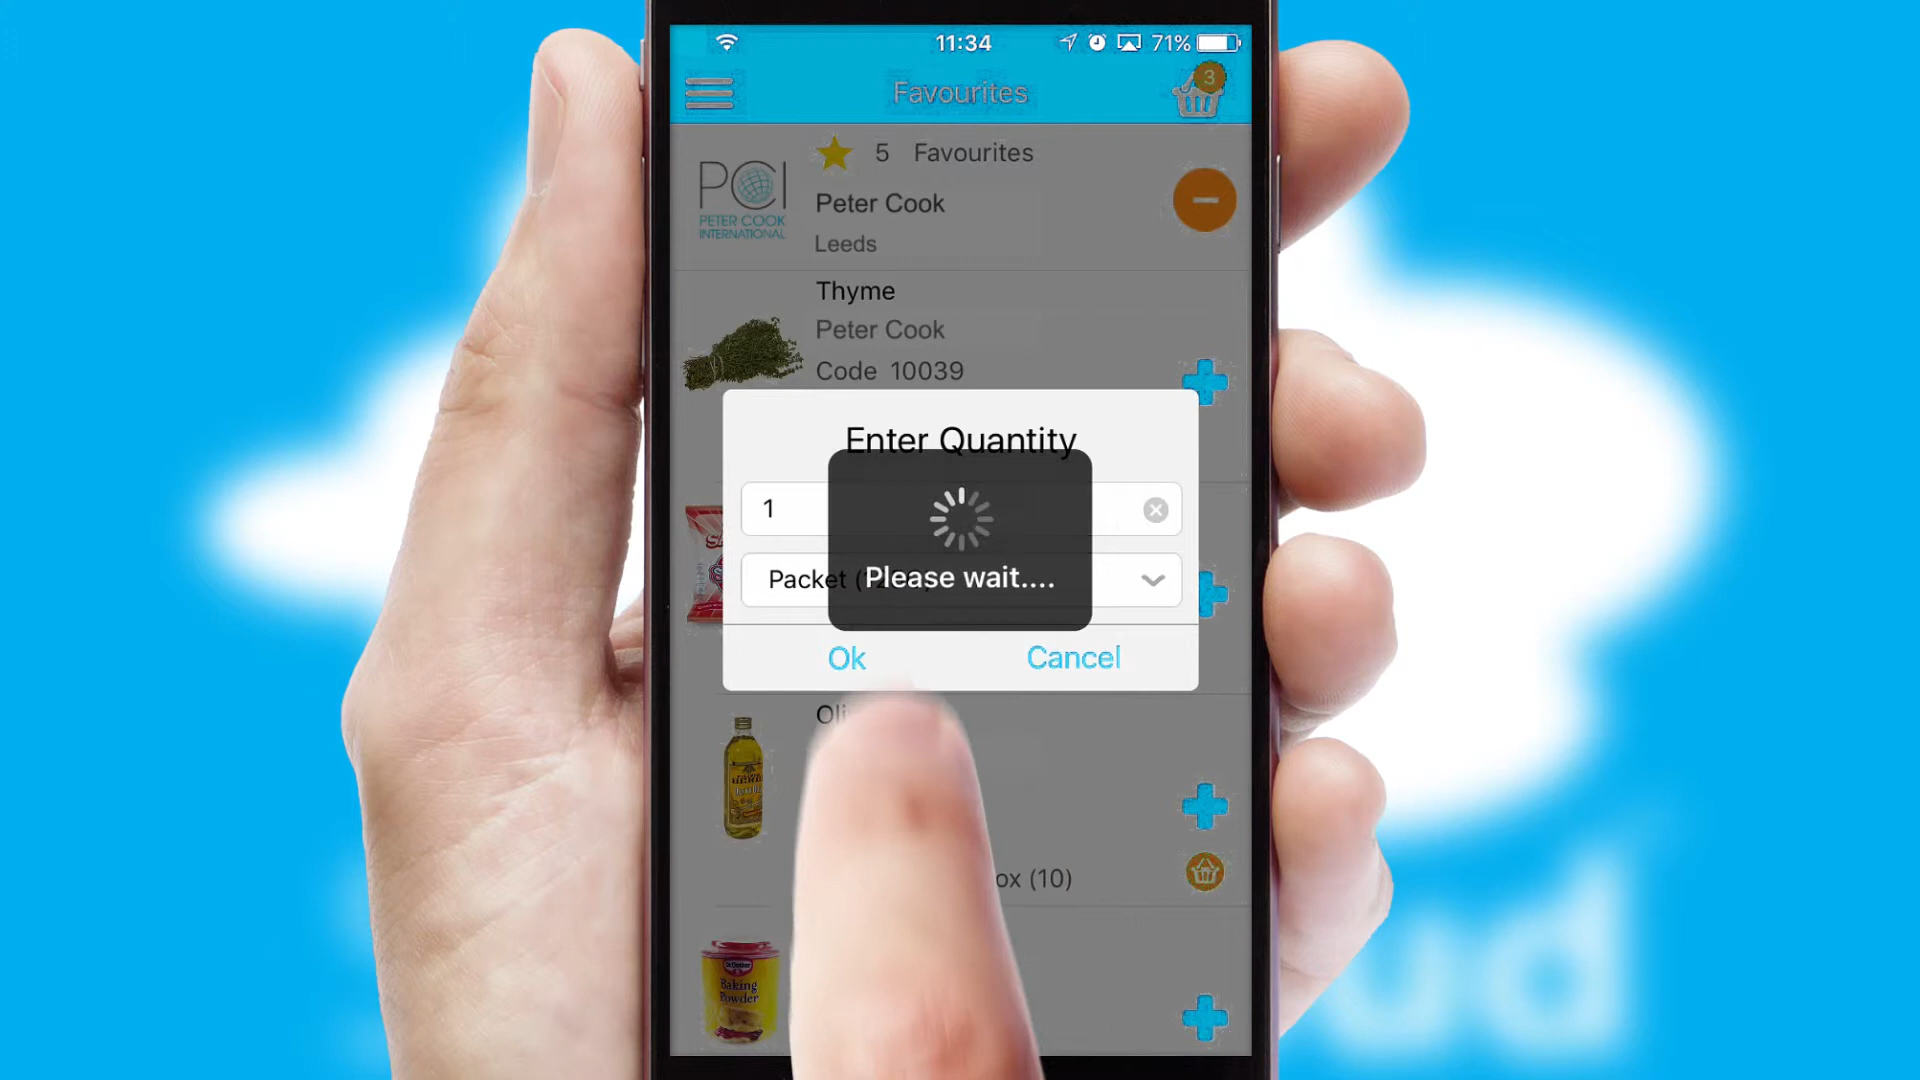 11:34
71%
Favourites
3
5 Favourites
PCI
PETER COOK
INTERNATIONAL
Peter Cook
Leeds
Thyme
Peter Cook
Code 10039
Enter Quantity
1
Packet
Please wait....
Ok
Cancel
ox (10)
Baking
Powder
ud